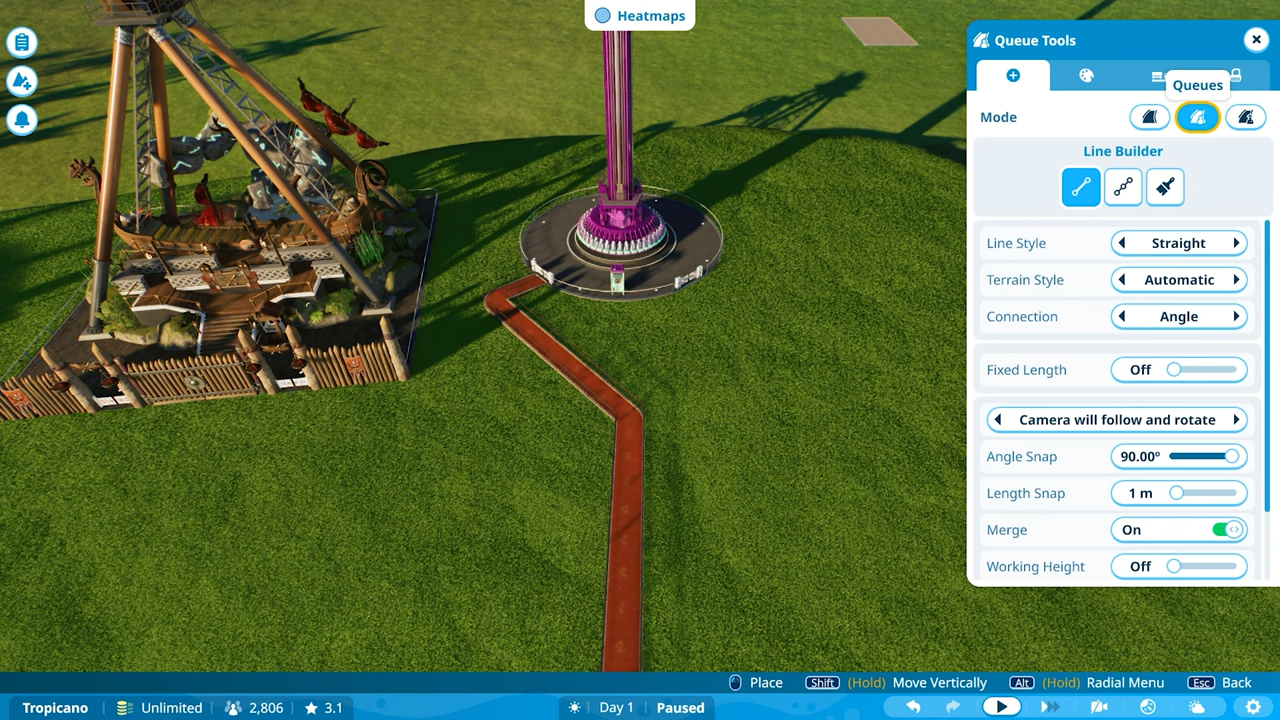 Heatmaps
Queue Tools
Queues
Mode
Line Builder
Line Style Straight
Terrain Style Automatic
Connection Angle
Fixed Length Off
Camera will follow and rotate
Angle Snap 90.00°
Length Snap 1 m
Merge On
Working Height Off
Place Shift (Hold) Move Vertically Alt (Hold) Radial Menu Esc Back
Tropicano Unlimited 2,806 3.1 Day 1 Paused